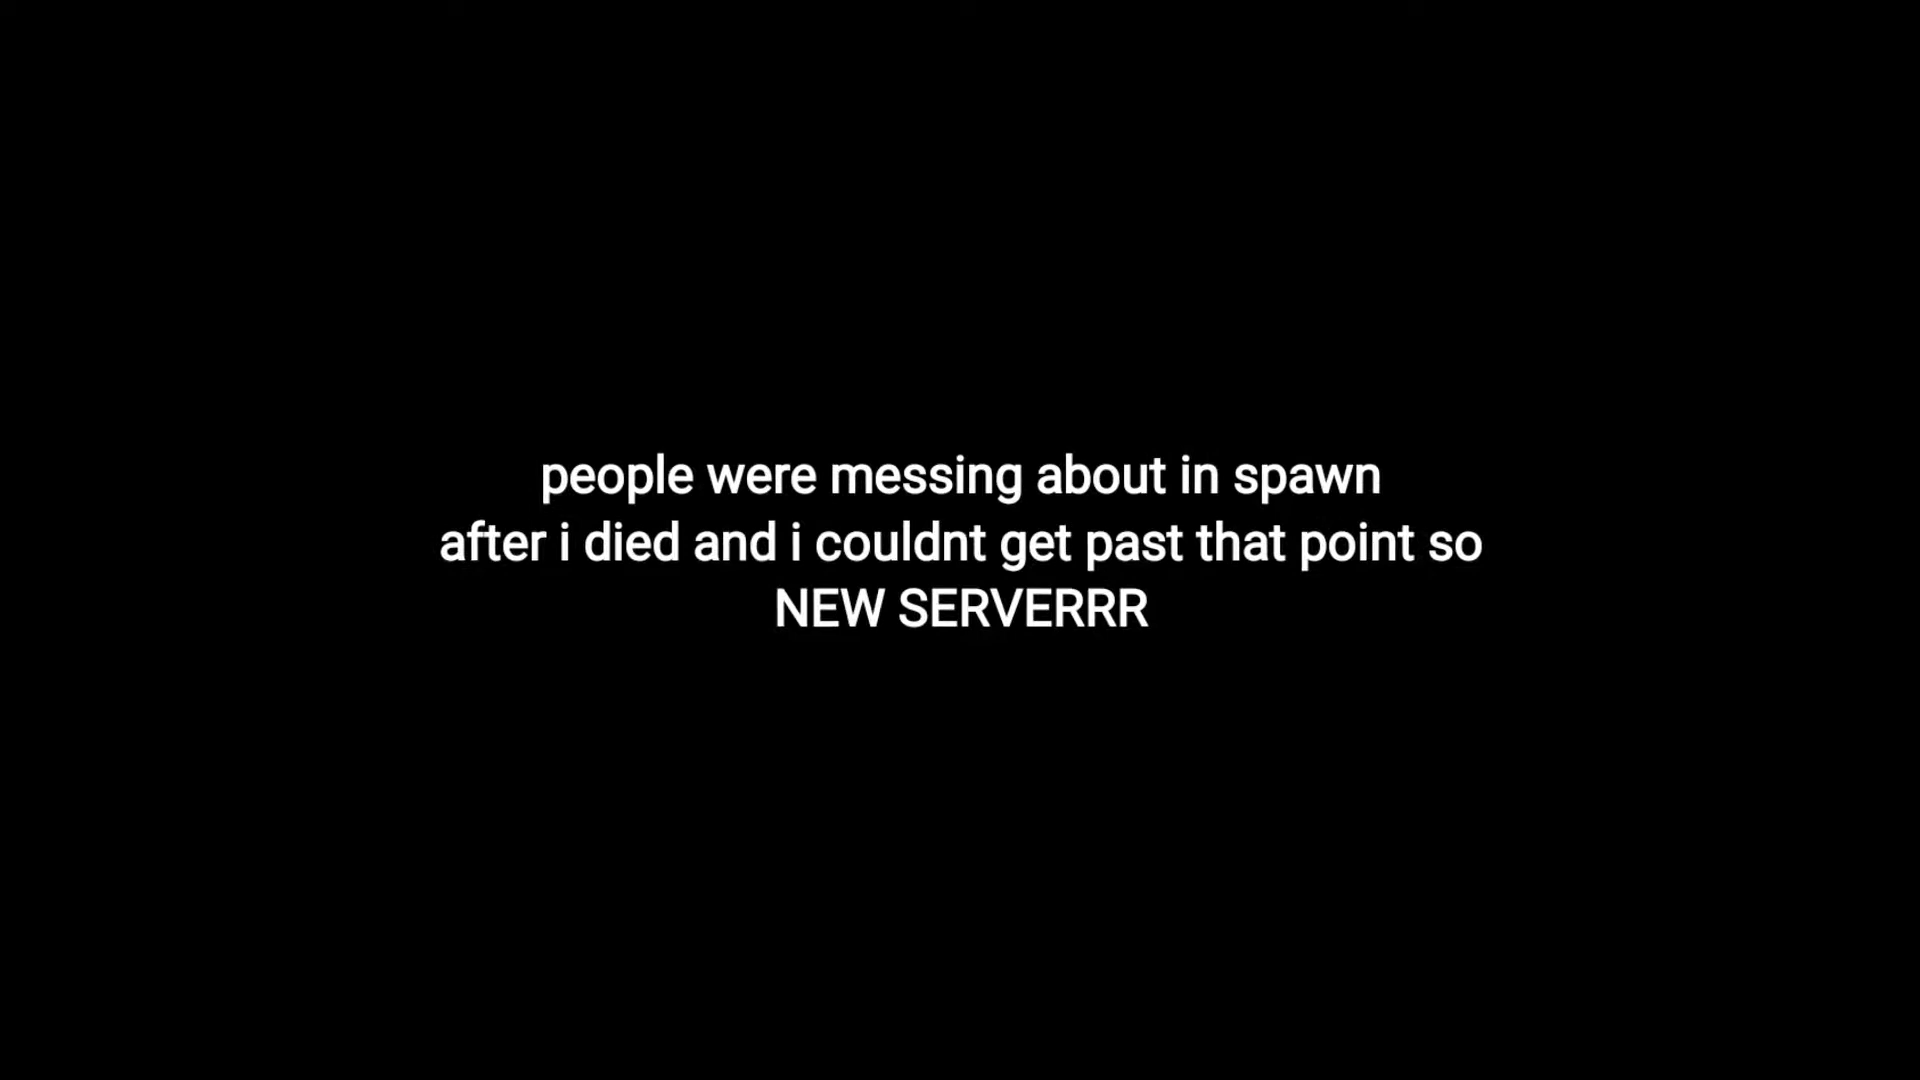 people were messing about in spawn
after i died and i couldnt get past that point so
NEW SERVERRR